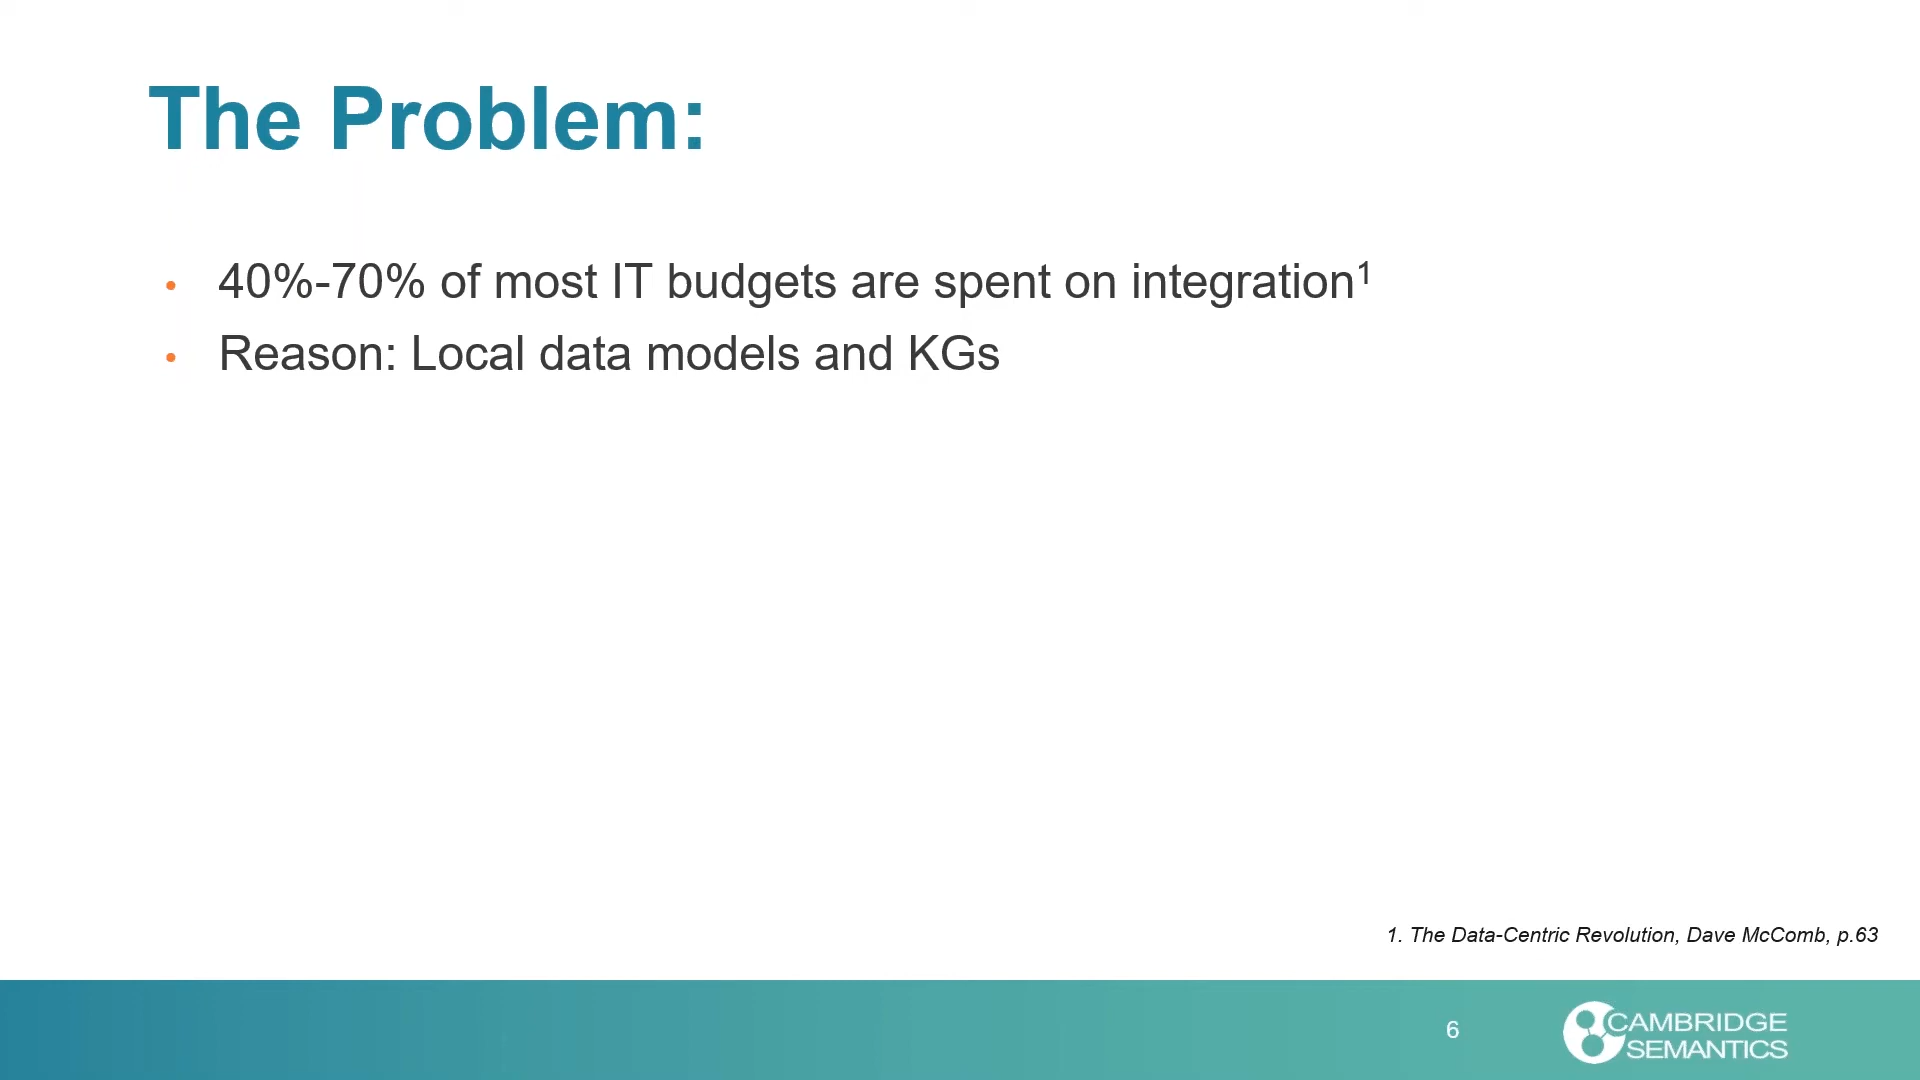 The Problem:
• 40%-70% of most IT budgets are spent on integration¹
• Reason: Local data models and KGs
1. The Data-Centric Revolution, Dave McComb, p.63
6
CAMBRIDGE
SEMANTICS